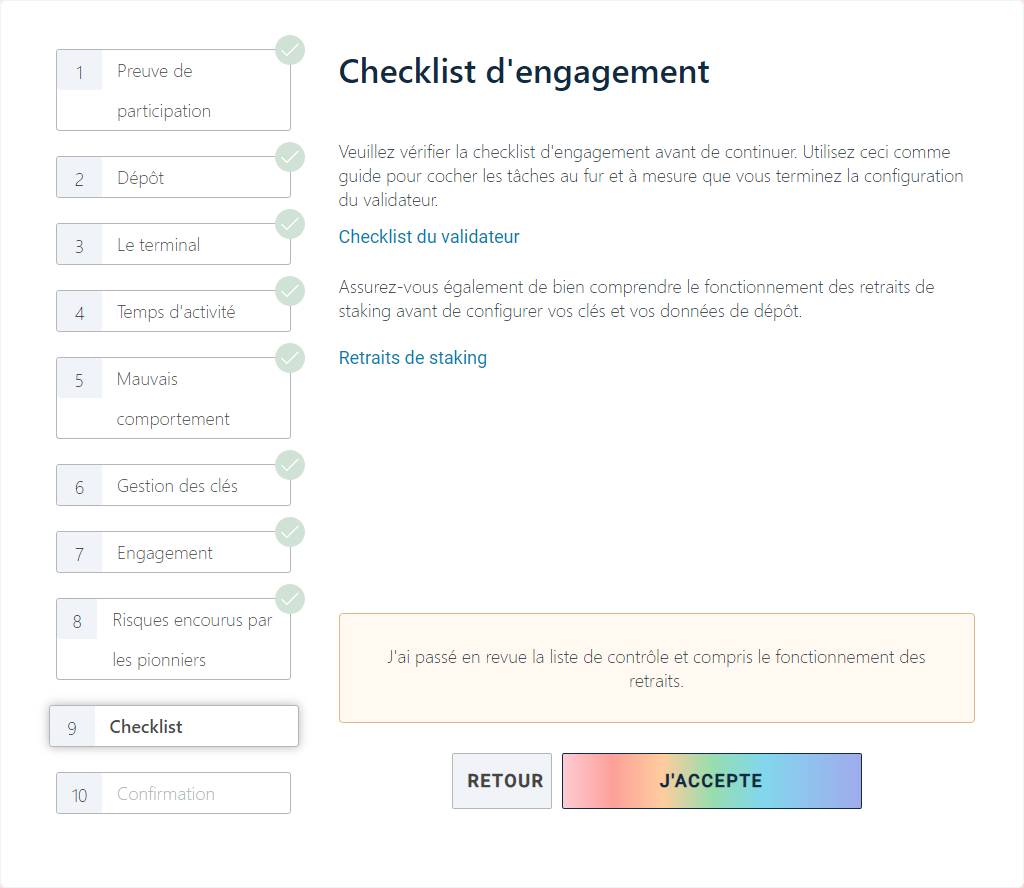 1
Preuve de
participation
2
Dépôt
3
Le terminal
4
Temps d'activité
5
Mauvais
comportement
6
Gestion des clés
7
Engagement
8
Risques encourus par
les pionniers
9
Checklist
10
Confirmation
Checklist d'engagement
Veuillez vérifier la checklist d'engagement avant de continuer. Utilisez ceci comme
guide pour cocher les tâches au fur et à mesure que vous terminez la configuration
du validateur.
Checklist du validateur
Assurez-vous également de bien comprendre le fonctionnement des retraits de
staking avant de configurer vos clés et vos données de dépôt.
Retraits de staking
J'ai passé en revue la liste de contrôle et compris le fonctionnement des
retraits.
RETOUR
J'ACCEPTE